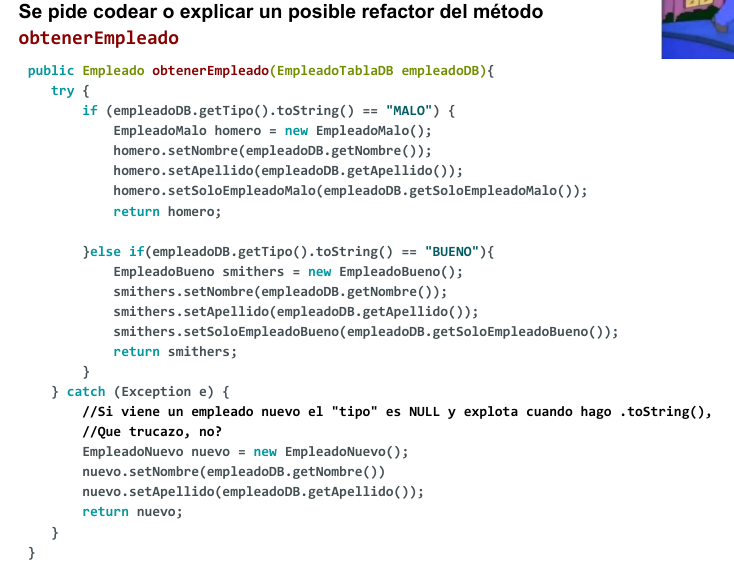 Se pide codear o explicar un posible refactor del método
obtenerEmpleado
public Empleado obtenerEmpleado(EmpleadoTablaDB empleadoDB){
try {
if (empleadoDB.getTipo().toString() == "MALO") {
EmpleadoMalo homero = new EmpleadoMalo();
homero.setNombre(empleadoDB.getNombre());
homero.setApellido(empleadoDB.getApellido());
homero.setSoloEmpleadoMalo(empleadoDB.getSoloEmpleadoMalo());
return homero;
}else if(empleadoDB.getTipo().toString() == "BUENO"){
EmpleadoBueno smithers = new EmpleadoBueno();
smithers.setNombre(empleadoDB.getNombre());
smithers.setApellido(empleadoDB.getApellido());
smithers.setSoloEmpleadoBueno(empleadoDB.getSoloEmpleadoBueno());
return smithers;
}
} catch (Exception e) {
//Si viene un empleado nuevo el "tipo" es NULL y explota cuando hago .toString(),
//Que trucazo, no?
EmpleadoNuevo nuevo = new EmpleadoNuevo();
nuevo.setNombre(empleadoDB.getNombre())
nuevo.setApellido(empleadoDB.getApellido());
return nuevo;
}
}